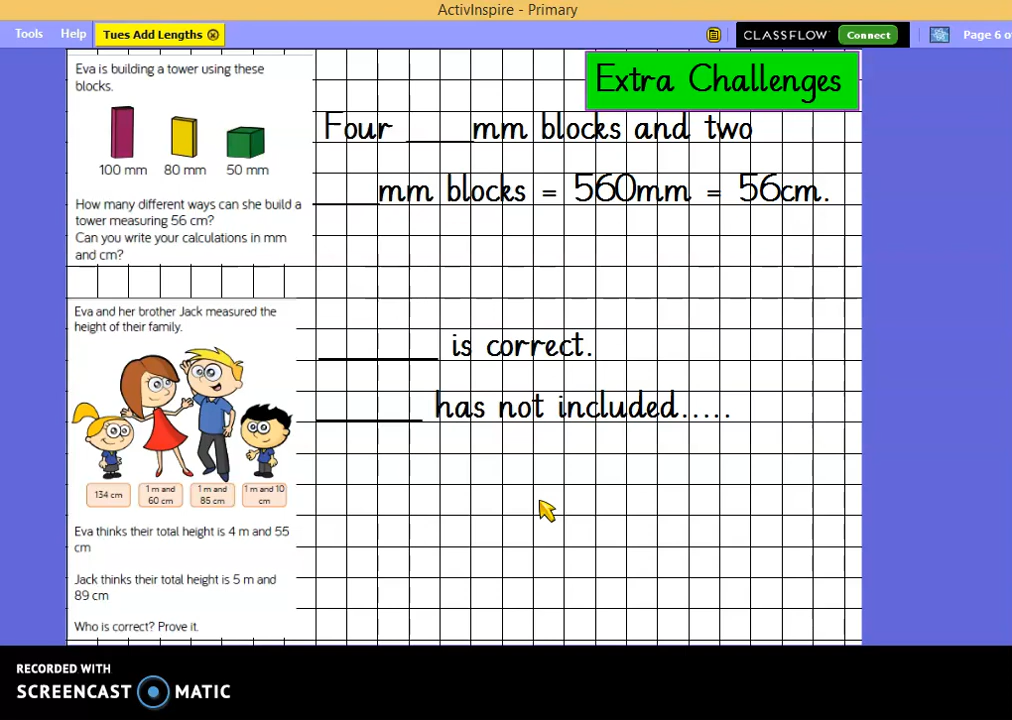 ActivInspire - Primary
Tools Help Tues Add Lengths CLASSFLOW Connect Page 6 o
Eva is building a tower using these
blocks.
100 mm 80 mm 50 mm
How many different ways can she build a
tower measuring 56 cm?
Can you write your calculations in mm
and cm?
Extra Challenges
Four ____mm blocks and two
____mm blocks = 560mm = 56cm.
Eva and her brother Jack measured the
height of their family.
134 cm
1 m and
60 cm
1 m and
85 cm
1 m and 10
cm
Eva thinks their total height is 4 m and 55
cm
Jack thinks their total height is 5 m and
89 cm
Who is correct? Prove it.
________ is correct.
_______ has not included.....
RECORDED WITH
SCREENCAST MATIC